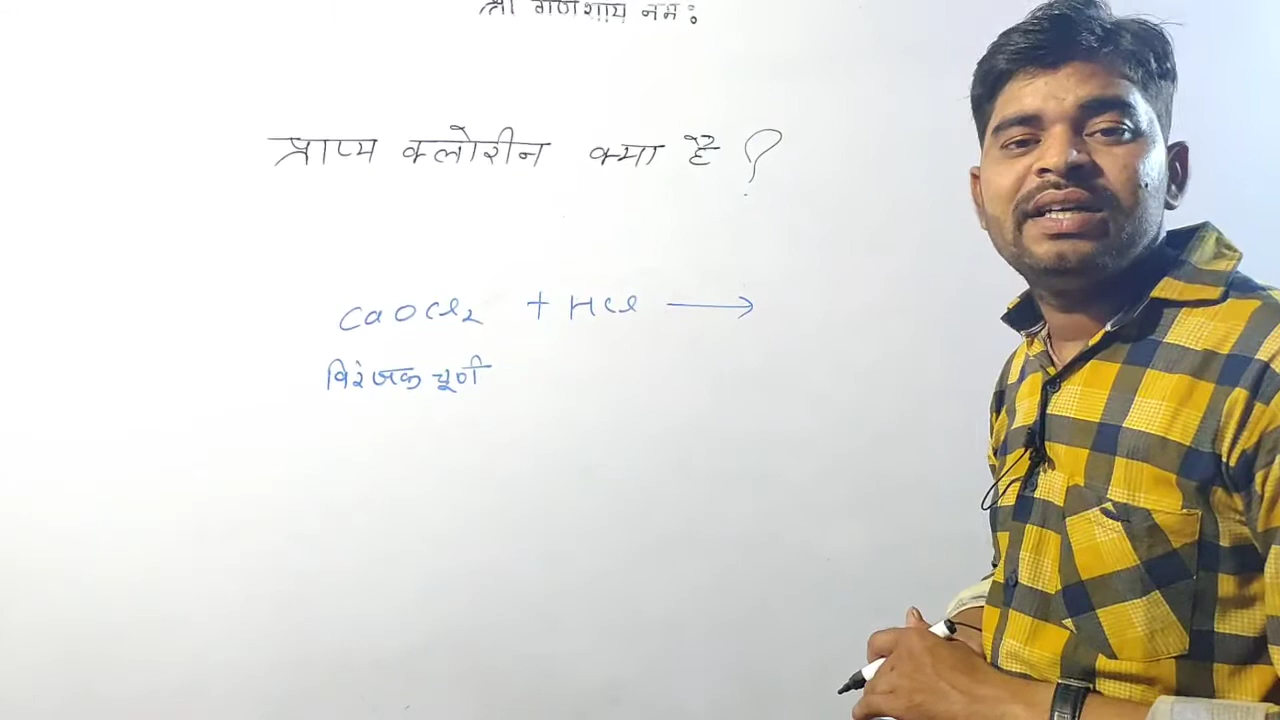 श्री गणेशाय नमः
प्राप्य क्लोरीन क्या है ?
CaOCl₂ + HCl ⟶
विरंजक चूर्ण